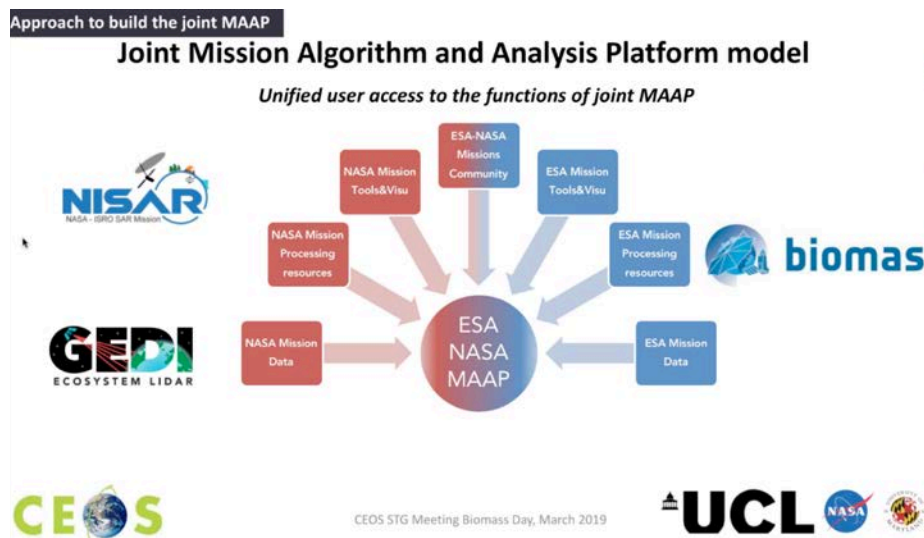 Approach to build the joint MAAP
Joint Mission Algorithm and Analysis Platform model
Unified user access to the functions of joint MAAP
ESA-NASA
Missions
Community
NASA Mission
Tools&Visu
ESA Mission
Tools&Visu
NISAR
NASA - ISRO SAR Mission
NASA Mission
Processing
resources
ESA Mission
Processing
resources
biomas
GEDI
ECOSYSTEM LIDAR
NASA Mission
Data
ESA
NASA
MAAP
ESA Mission
Data
CEOS
CEOS STG Meeting Biomass Day, March 2019
UCL
NASA